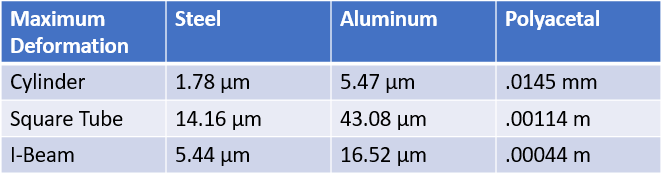 Maximum Deformation Steel Aluminum Polyacetal
Cylinder 1.78 µm 5.47 µm .0145 mm
Square Tube 14.16 µm 43.08 µm .00114 m
I-Beam 5.44 µm 16.52 µm .00044 m